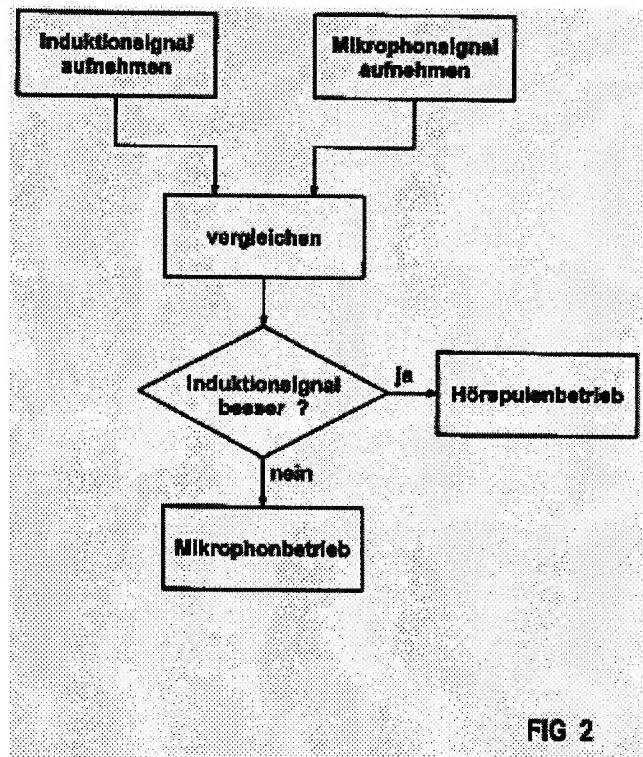 Induktionsignal
aufnehmen
Mikrophonsignal
aufnehmen
vergleichen
Induktionsignal
besser ?
ja
Hörspulenbetrieb
nein
Mikrophonbetrieb
FIG 2